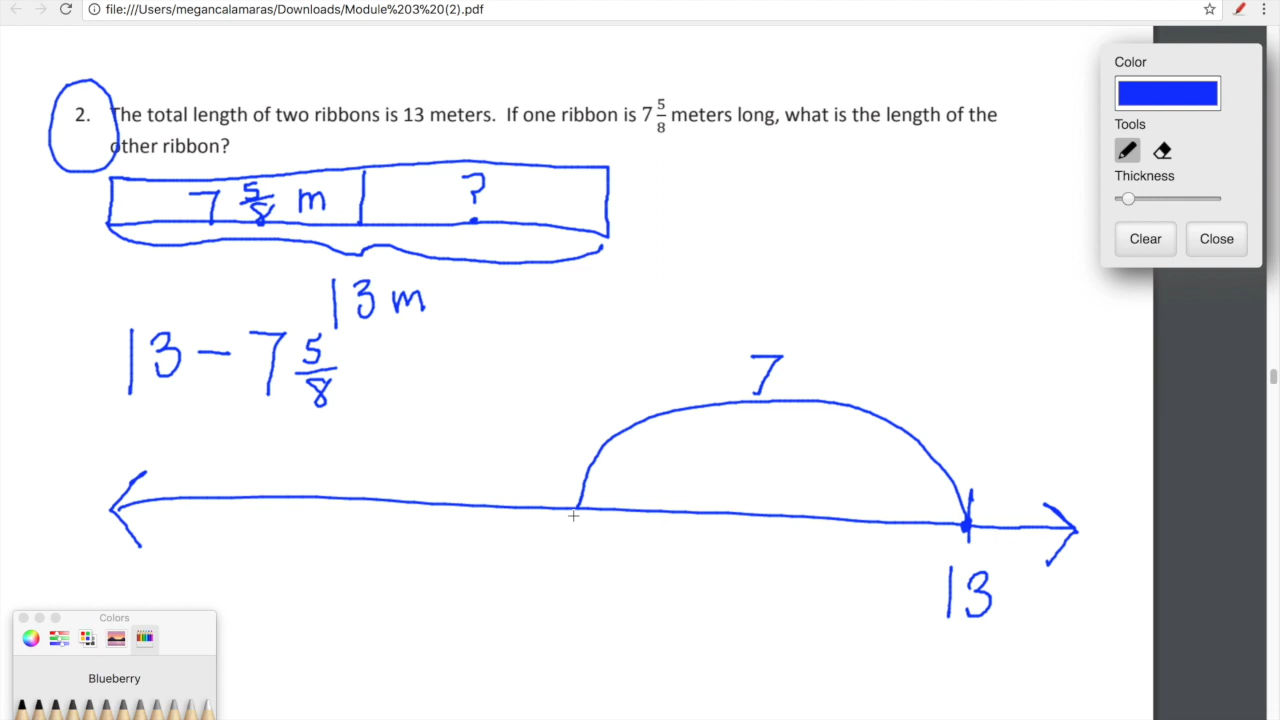 file:///Users/megancalamaras/Downloads/Module%203%20(2).pdf
Color
Tools
Thickness
Clear Close
2. The total length of two ribbons is 13 meters. If one ribbon is 7 5/8 meters long, what is the length of the
other ribbon?
7 5/8 m ?
13 m
13 - 7 5/8
7
13
Colors
Blueberry